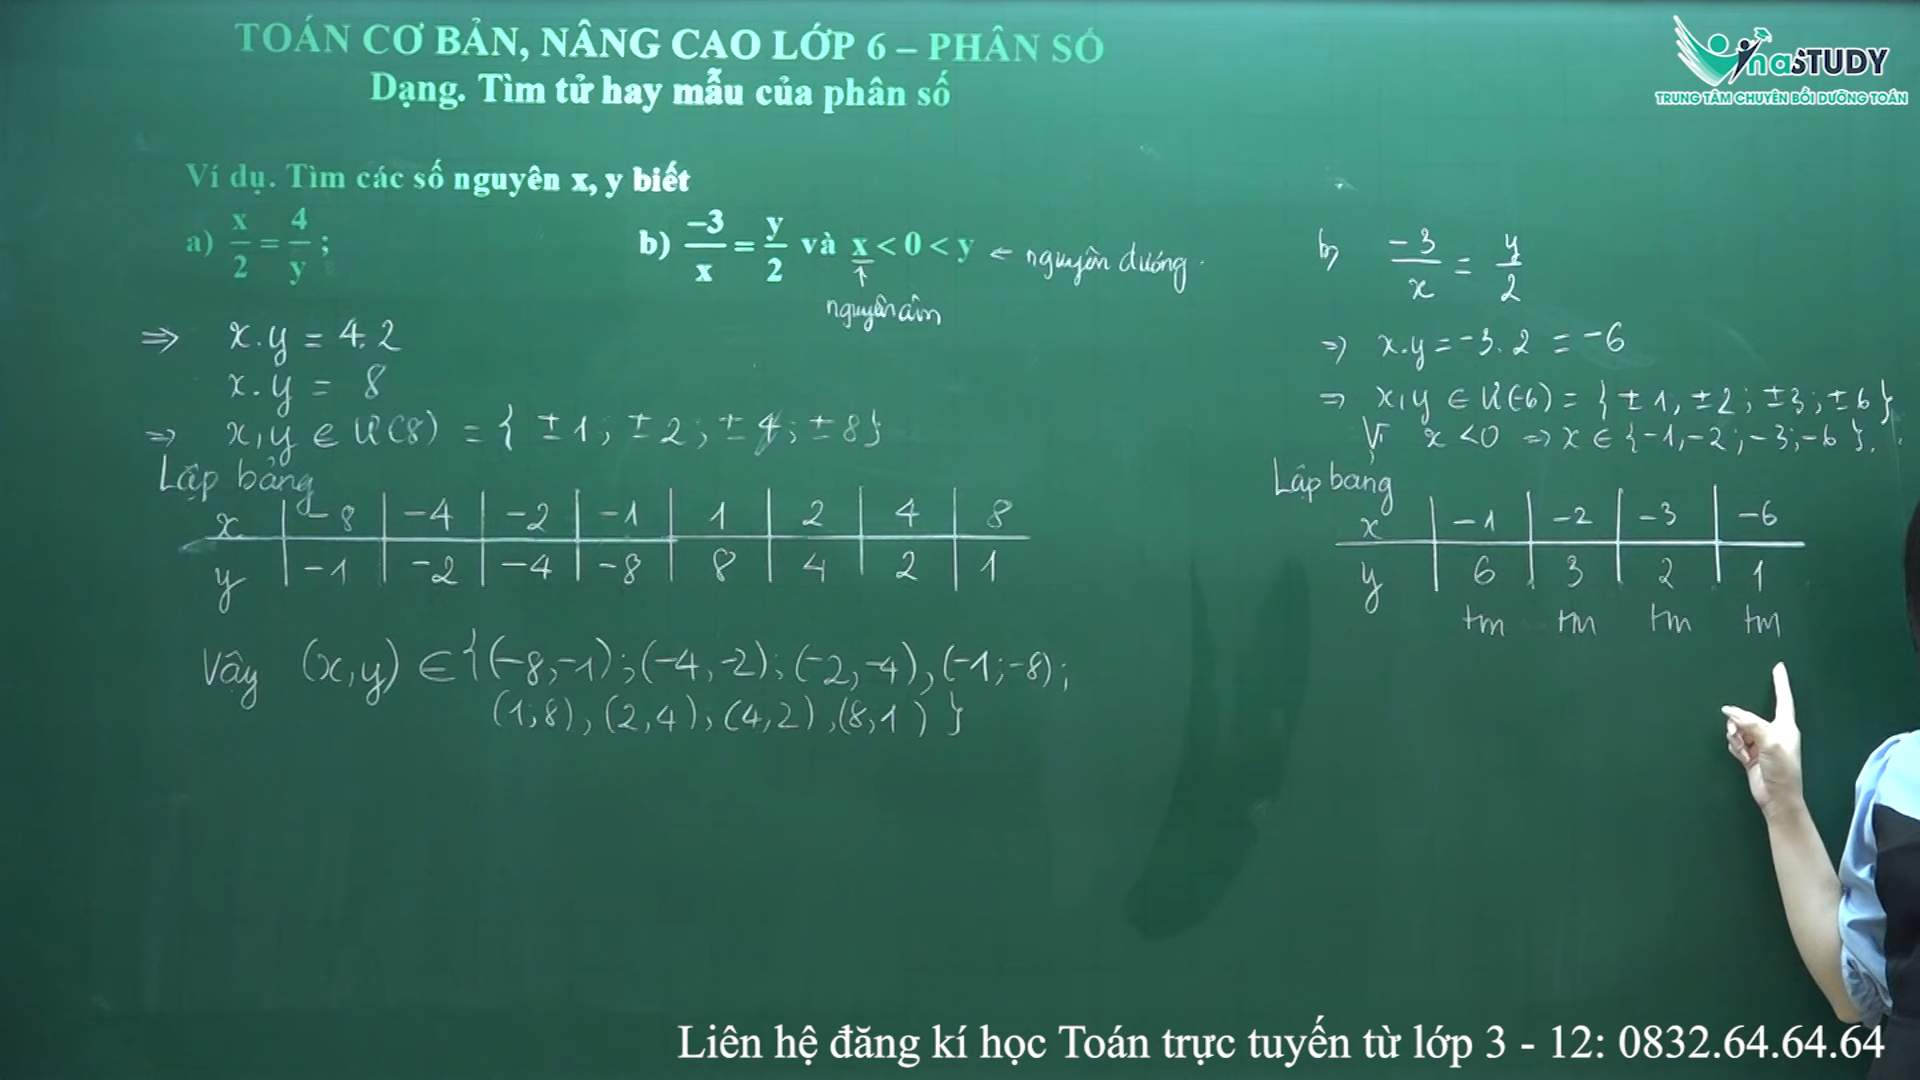 TOÁN CƠ BẢN, NÂNG CAO LỚP 6 – PHÂN SỐ
Dạng. Tìm tử hay mẫu của phân số
VinaSTUDY
TRUNG TÂM CHUYÊN BỒI DƯỠNG TOÁN
Ví dụ. Tìm các số nguyên x, y biết
a) x/2 = 4/y ;
b) −3/x = y/2 và x < 0 < y ← nguyên dương.
↑
nguyên âm
⇒ x.y = 4.2
x.y = 8
⇒ x,y ∈ Ư(8) = { ±1; ±2; ±4; ±8}
Lập bảng
x | -8 | -4 | -2 | -1 | 1 | 2 | 4 | 8
y | -1 | -2 | -4 | -8 | 8 | 4 | 2 | 1
Vậy (x,y) ∈ {(-8,-1); (-4,-2); (-2,-4), (-1;-8);
(1;8), (2,4); (4,2), (8,1) }
b) -3/x = y/2
⇒ x.y = -3.2 = -6
⇒ x,y ∈ Ư(-6) = { ±1, ±2; ±3; ±6}
Vì x <0 ⇒ x ∈ {-1,-2;-3;-6}.
Lập bảng
x | -1 | -2 | -3 | -6
y | 6 | 3 | 2 | 1
tm tm tm tm
Liên hệ đăng kí học Toán trực tuyến từ lớp 3 - 12: 0832.64.64.64